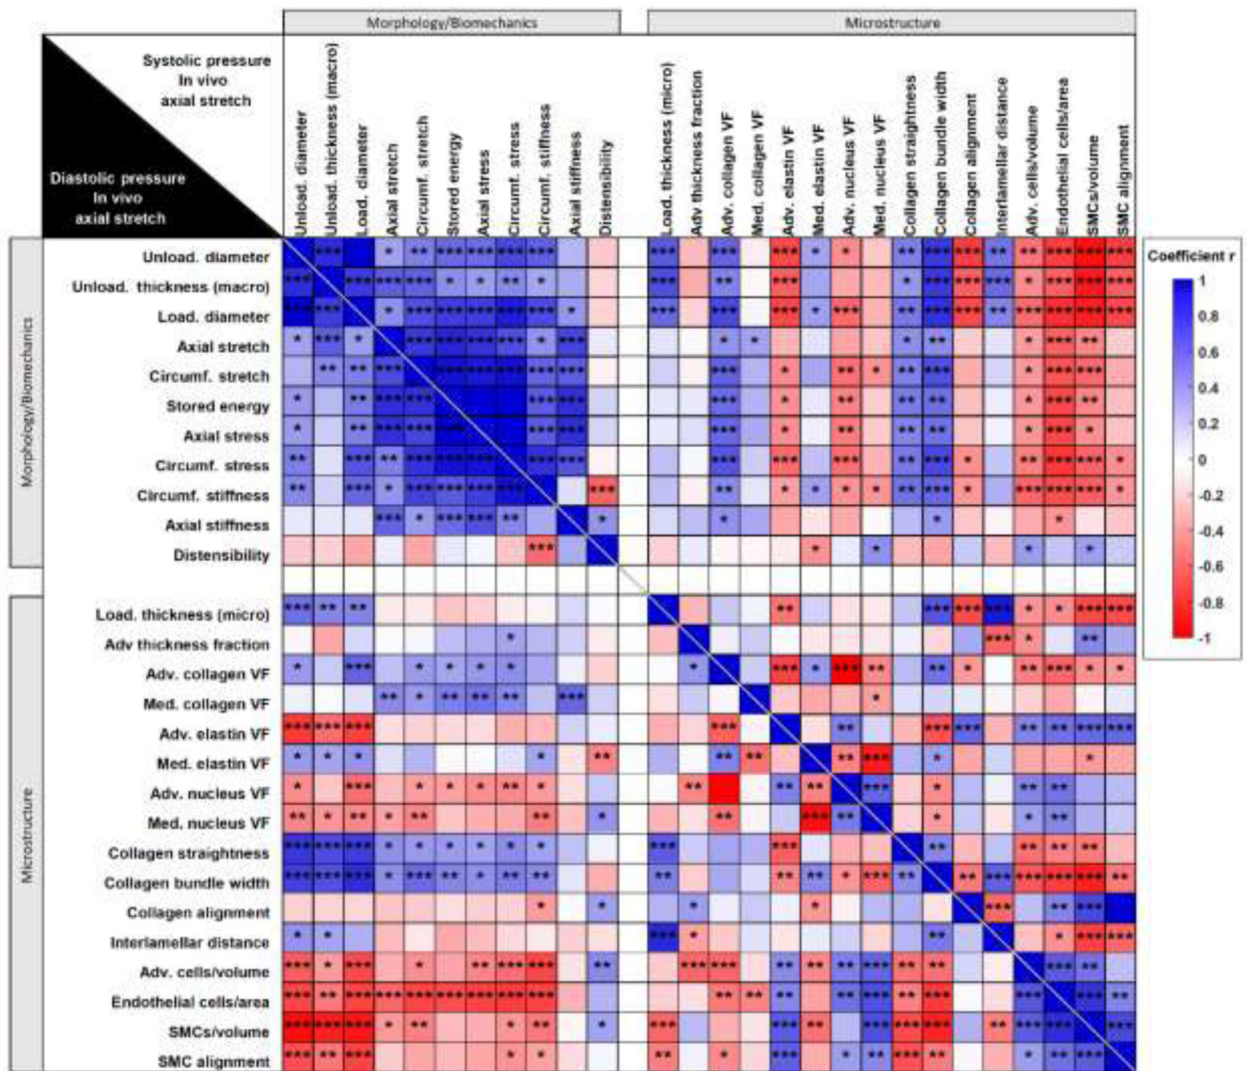 Morphology/Biomechanics
Microstructure
Systolic pressure
In vivo
axial stretch
Diastolic pressure
In vivo
axial stretch
Unload. diameter
Unload. thickness (macro)
Load. diameter
Axial stretch
Circumf. stretch
Stored energy
Axial stress
Circumf. stress
Circumf. stiffness
Axial stiffness
Distensibility
Load. thickness (micro)
Adv thickness fraction
Adv. collagen VF
Med. collagen VF
Adv. elastin VF
Med. elastin VF
Adv. nucleus VF
Med. nucleus VF
Collagen straightness
Collagen bundle width
Collagen alignment
Interlamellar distance
Adv. cells/volume
Endothelial cells/area
SMCs/volume
SMC alignment
Morphology/Biomechanics
Unload. diameter
Unload. thickness (macro)
Load. diameter
Axial stretch
Circumf. stretch
Stored energy
Axial stress
Circumf. stress
Circumf. stiffness
Axial stiffness
Distensibility
Microstructure
Load. thickness (micro)
Adv thickness fraction
Adv. collagen VF
Med. collagen VF
Adv. elastin VF
Med. elastin VF
Adv. nucleus VF
Med. nucleus VF
Collagen straightness
Collagen bundle width
Collagen alignment
Interlamellar distance
Adv. cells/volume
Endothelial cells/area
SMCs/volume
SMC alignment
Coefficient r
1
0.8
0.6
0.4
0.2
0
-0.2
-0.4
-0.6
-0.8
-1